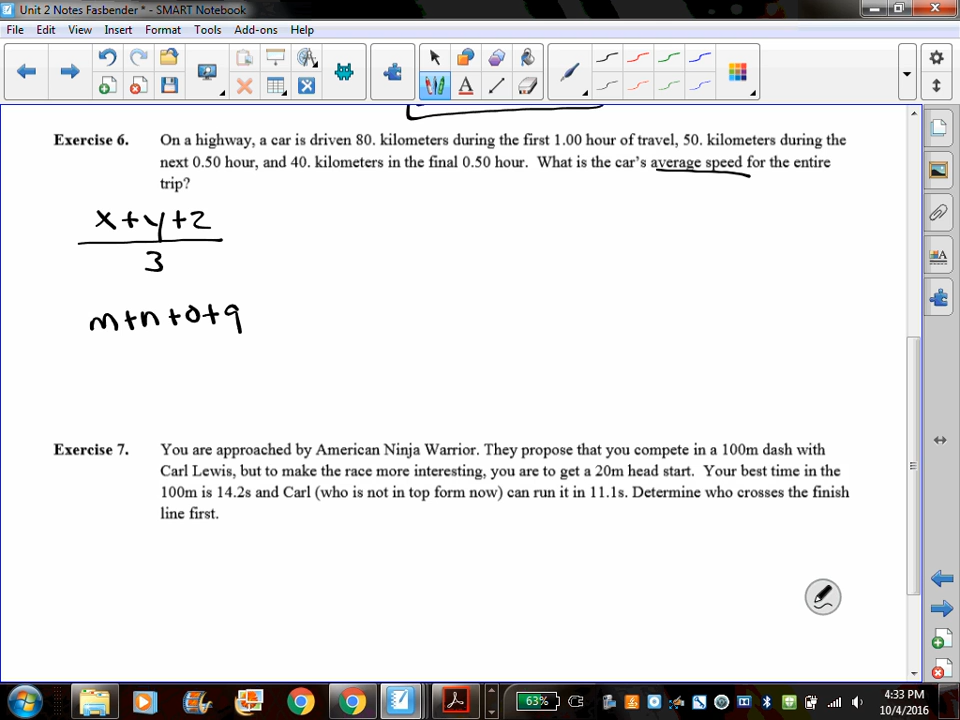 Unit 2 Notes Fasbender * - SMART Notebook
File Edit View Insert Format Tools Add-ons Help
Exercise 6. On a highway, a car is driven 80. kilometers during the first 1.00 hour of travel, 50. kilometers during the
next 0.50 hour, and 40. kilometers in the final 0.50 hour. What is the car's average speed for the entire
trip?
x+y+z
3
m+n+o+q
Exercise 7. You are approached by American Ninja Warrior. They propose that you compete in a 100m dash with
Carl Lewis, but to make the race more interesting, you are to get a 20m head start. Your best time in the
100m is 14.2s and Carl (who is not in top form now) can run it in 11.1s. Determine who crosses the finish
line first.
63%
4:33 PM
10/4/2016